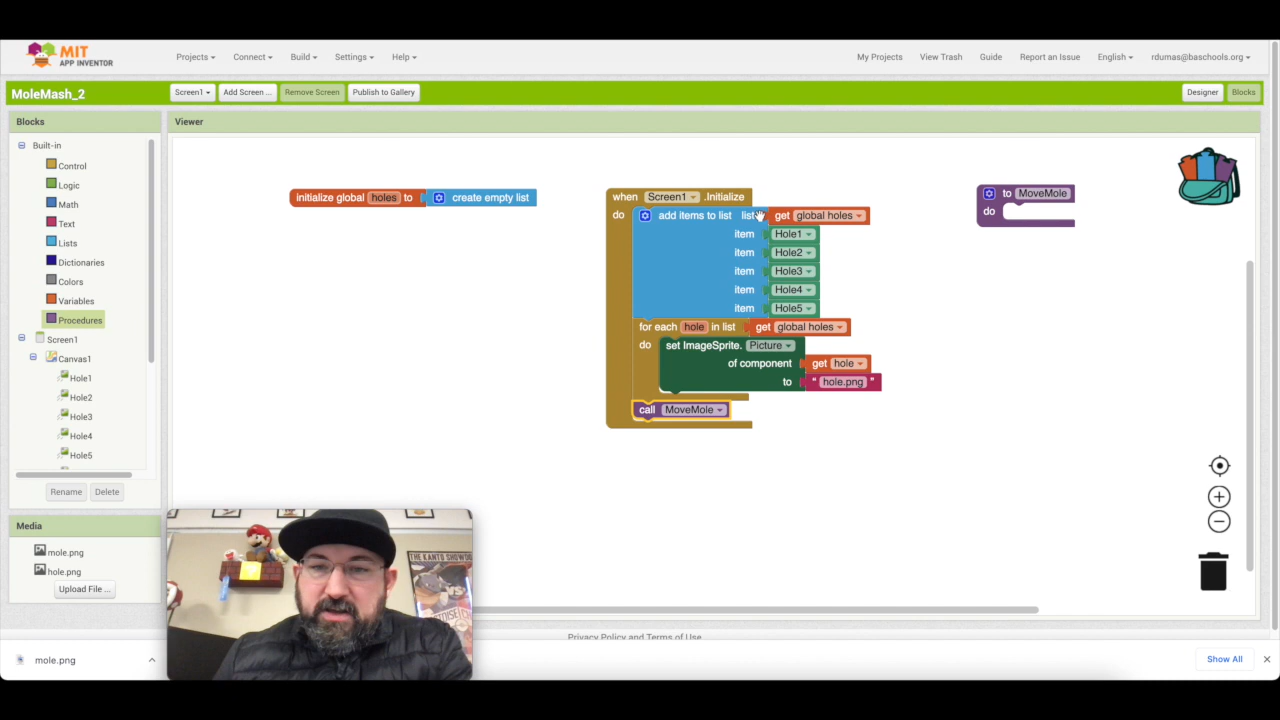 MIT
APP INVENTOR
Projects
Connect
Build
Settings
Help
My Projects
View Trash
Guide
Report an Issue
English
rdumas@baschools.org
MoleMash_2
Screen1
Add Screen ...
Remove Screen
Publish to Gallery
Designer
Blocks
Blocks
Viewer
Built-in
Control
Logic
Math
Text
Lists
Dictionaries
Colors
Variables
Procedures
Screen1
Canvas1
Hole1
Hole2
Hole3
Hole4
Hole5
Rename
Delete
Media
mole.png
hole.png
Upload File ...
initialize global holes to create empty list
when Screen1 .Initialize
do add items to list list get global holes
item Hole1
item Hole2
item Hole3
item Hole4
item Hole5
for each hole in list get global holes
do set ImageSprite. Picture
of component get hole
to " hole.png "
call MoveMole
to MoveMole
do
THE KANTO SHOWDO
Privacy Policy and Terms of Use
mole.png
Show All